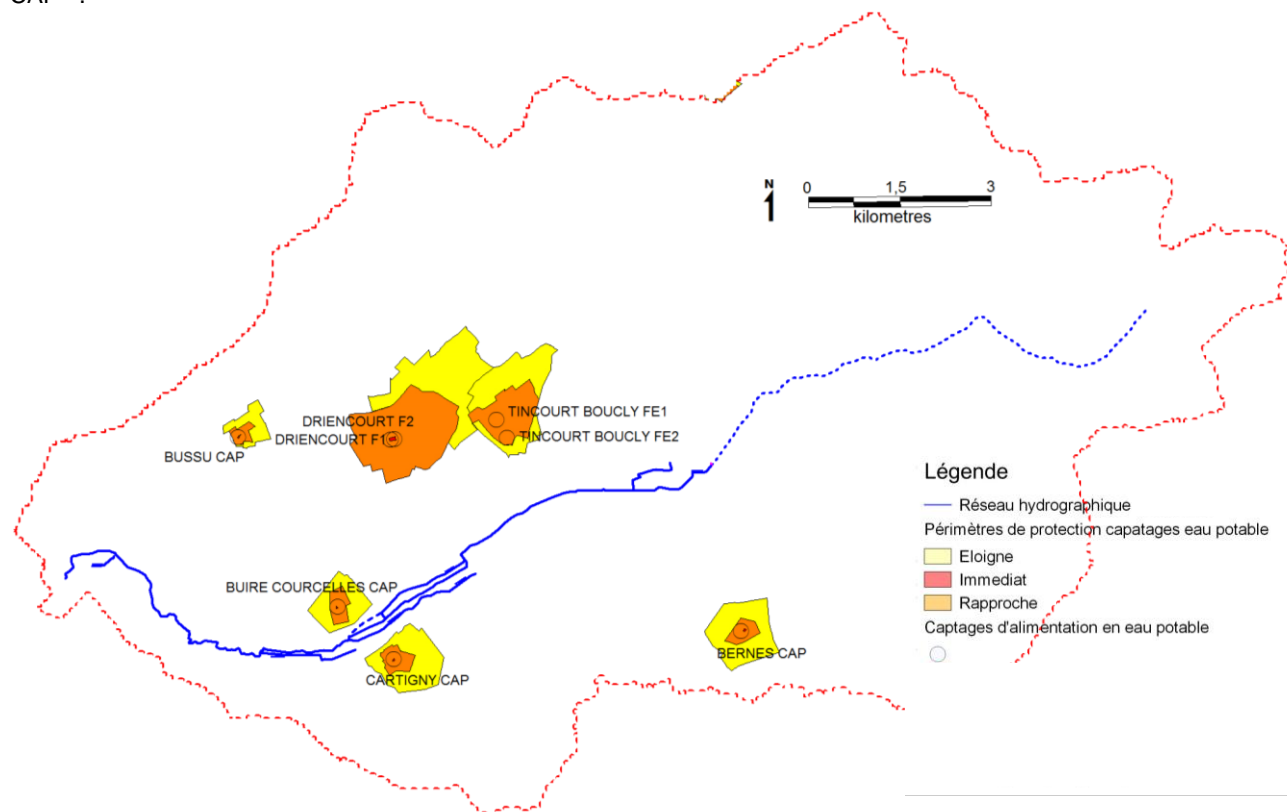 CAP :
N
0 1,5 3
kilometres
TINCOURT BOUCLY FE1
DRIENCOURT F2
DRIENCOURT F1
TINCOURT BOUCLY FE2
BUSSU CAP
Légende
Réseau hydrographique
Périmètres de protection capatages eau potable
Eloigne
Immediat
Rapproche
Captages d'alimentation en eau potable
BUIRE COURCELLES CAP
BERNES CAP
CARTIGNY CAP